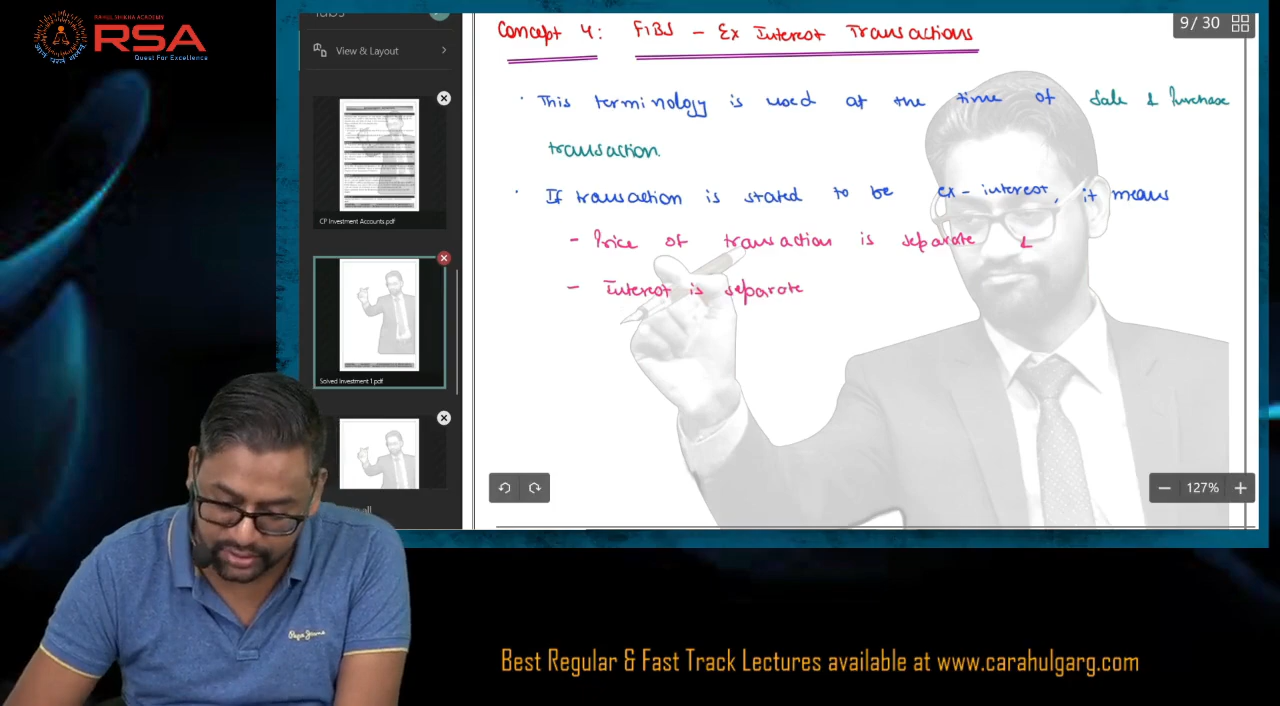 RAHUL SHIKHA ACADEMY
RSA
Quest For Excellence
View & Layout
CP Investment Accounts.pdf
Solved Investment 1.pdf
9 / 30
Concept 4: FIBS - Ex Interest Transactions
· This terminology is used at the time of Sale & Purchase
transaction.
· If transaction is stated to be ex-interest, it means
- Price of transaction is separate &
- Interest is separate
127%
Pepe Jeans
Best Regular & Fast Track Lectures available at www.carahulgarg.com